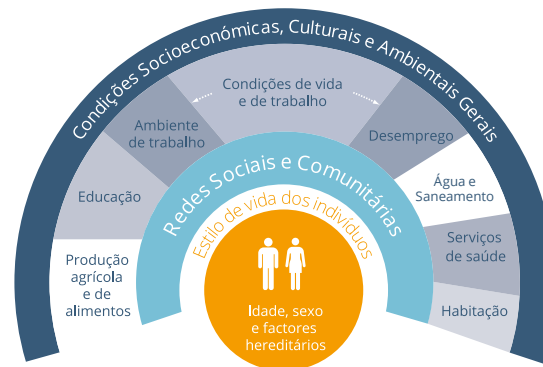 Condições Socioeconómicas, Culturais e Ambientais Gerais
Condições de vida
e de trabalho
Ambiente
de trabalho
Desemprego
Educação
Água e
Saneamento
Produção
agrícola
e de
alimentos
Serviços
de saúde
Habitação
Redes Sociais e Comunitárias
Estilo de vida dos indivíduos
Idade, sexo
e factores
hereditários